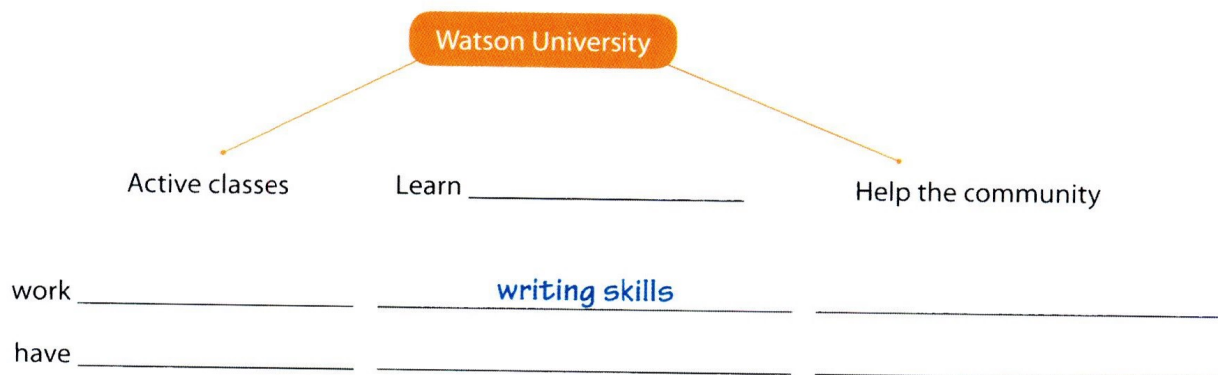 Watson University
Active classes
Learn
Help the community
work
writing skills
have